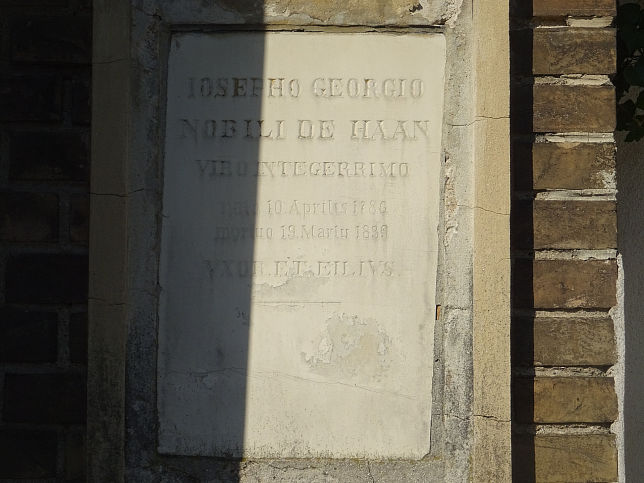 IOSEPHO GEORGIO
NOBILI DE HAAN
VIRO INTEGERRIMO
10. Aprilis
mortuo 19. Martii
VXOR. ET. FILIVS.